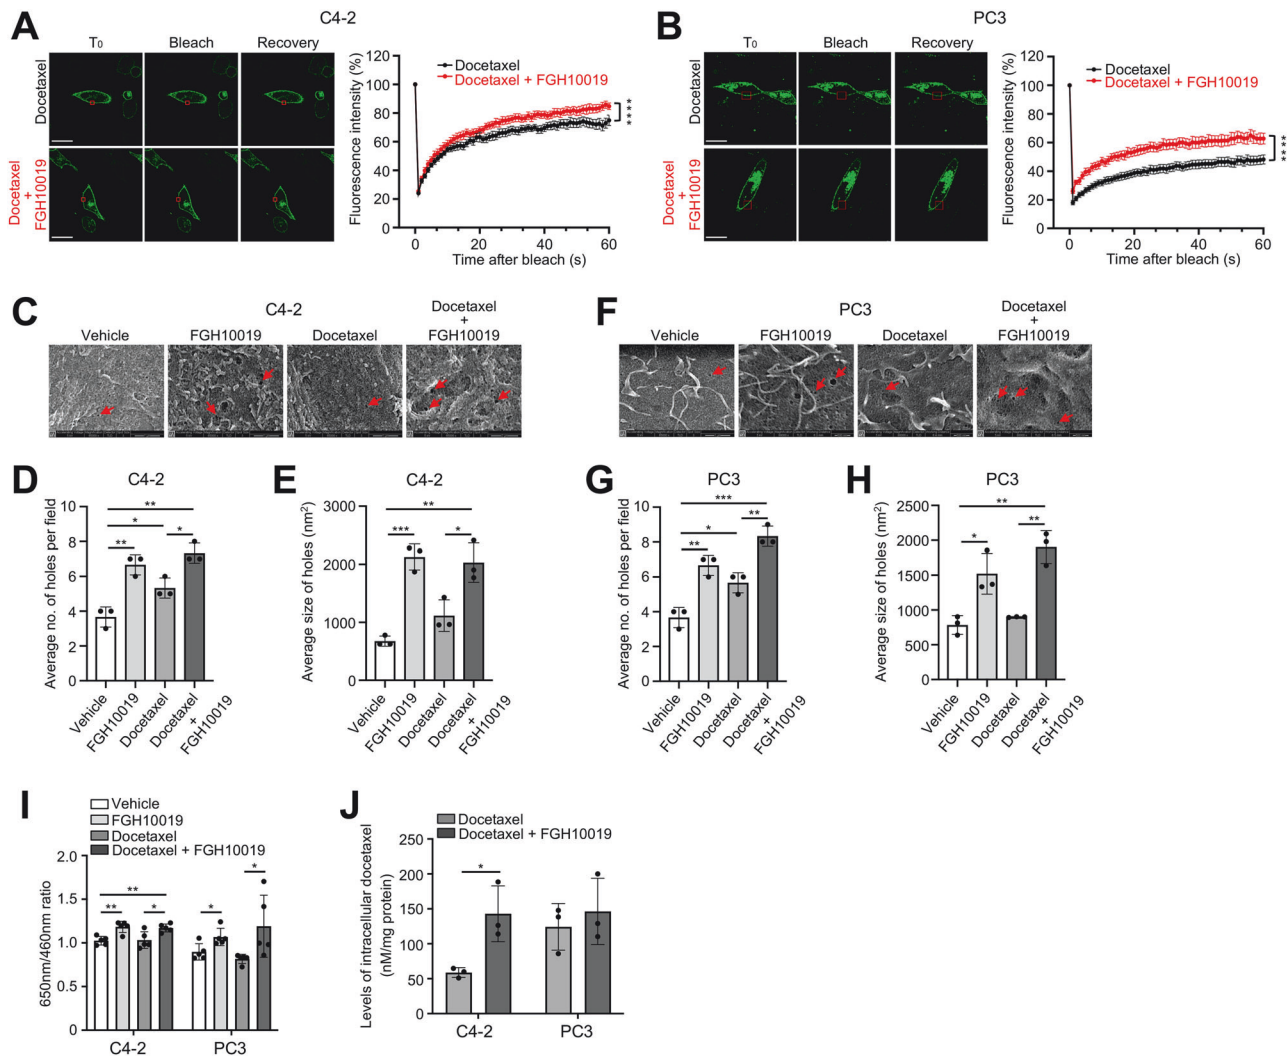 A
C4-2
T0 Bleach Recovery
Docetaxel
Docetaxel
+
FGH10019
Fluorescence intensity (%)
120
100
80
60
40
20
0
Docetaxel
Docetaxel + FGH10019
****
0 20 40 60
Time after bleach (s)
B
PC3
T0 Bleach Recovery
Docetaxel
Docetaxel
+
FGH10019
Fluorescence intensity (%)
120
100
80
60
40
20
0
Docetaxel
Docetaxel + FGH10019
****
0 20 40 60
Time after bleach (s)
C
C4-2
Vehicle FGH10019 Docetaxel
Docetaxel
+
FGH10019
F
PC3
Vehicle FGH10019 Docetaxel
Docetaxel
+
FGH10019
D
C4-2
Average no. of holes per field
10
8
6
4
2
0
**
*
**
*
Vehicle
FGH10019
Docetaxel
Docetaxel
+
FGH10019
E
C4-2
Average size of holes (nm2)
3000
2000
1000
0
**
***
*
Vehicle
FGH10019
Docetaxel
Docetaxel
+
FGH10019
G
PC3
Average no. of holes per field
10
8
6
4
2
0
***
*
**
**
Vehicle
FGH10019
Docetaxel
Docetaxel
+
FGH10019
H
PC3
Average size of holes (nm2)
2500
2000
1500
1000
500
0
**
*
**
Vehicle
FGH10019
Docetaxel
Docetaxel
+
FGH10019
I
Vehicle
FGH10019
Docetaxel
Docetaxel + FGH10019
650nm/460nm ratio
2.0
1.5
1.0
0.5
0
**
**
*
*
*
C4-2 PC3
J
Docetaxel
Docetaxel + FGH10019
Levels of intracellular docetaxel
(nM/mg protein)
250
200
150
100
50
0
*
C4-2 PC3